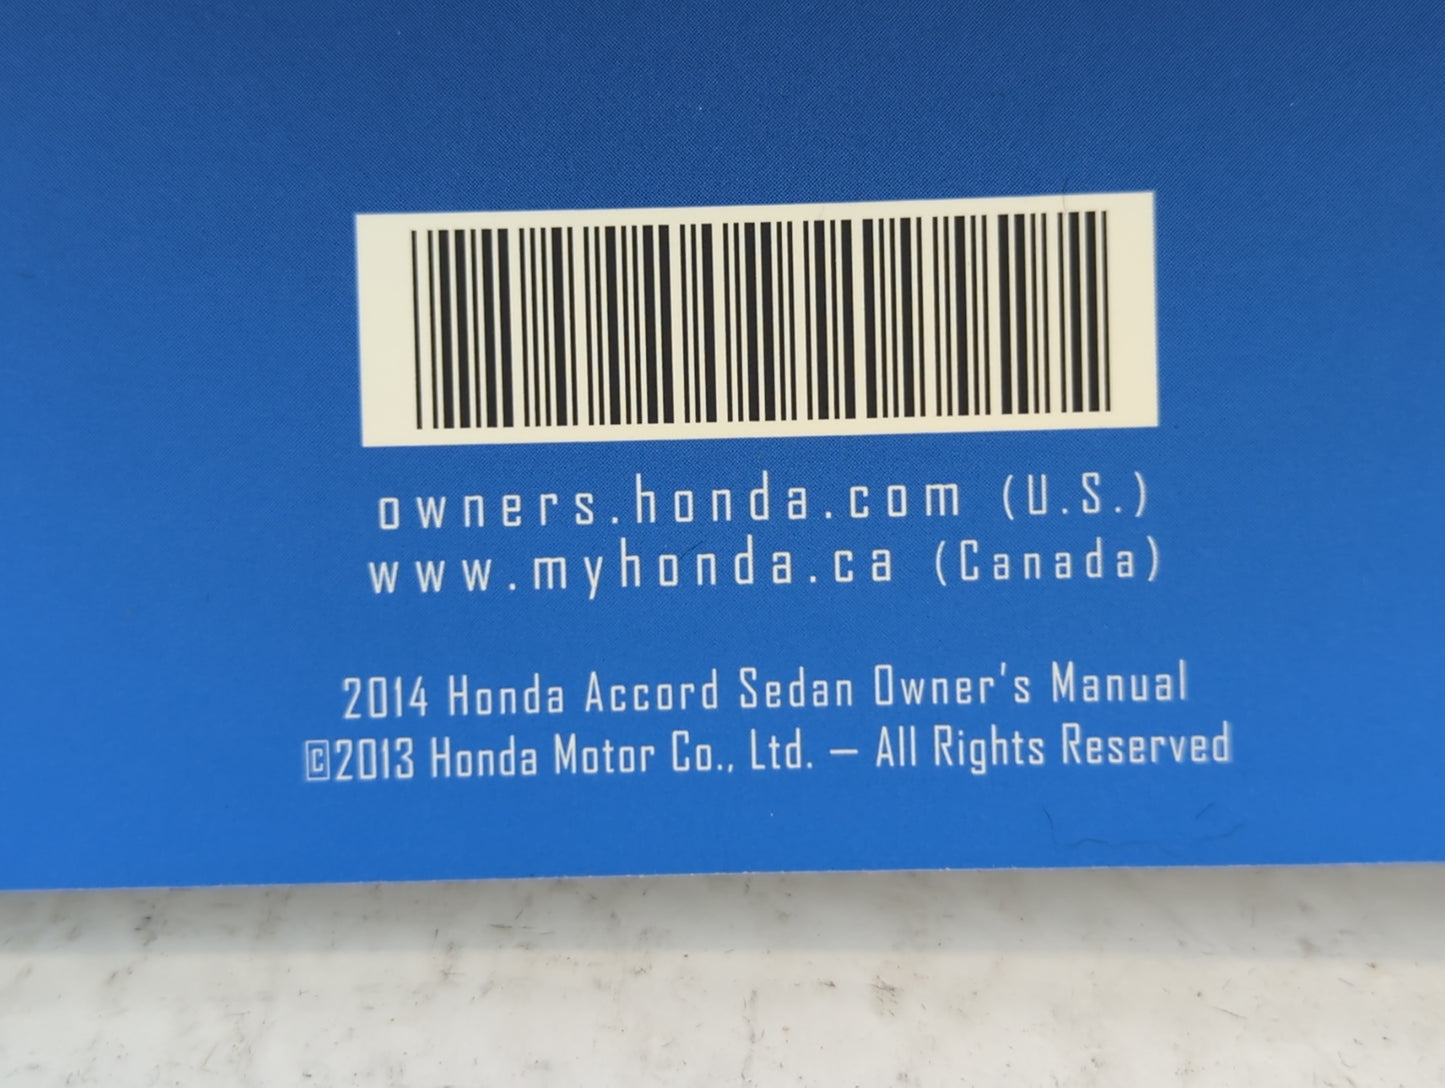 owners.honda.com (U.S.)
www.myhonda.ca (Canada)
2014 Honda Accord Sedan Owner's Manual
©2013 Honda Motor Co., Ltd. — All Rights Reserved